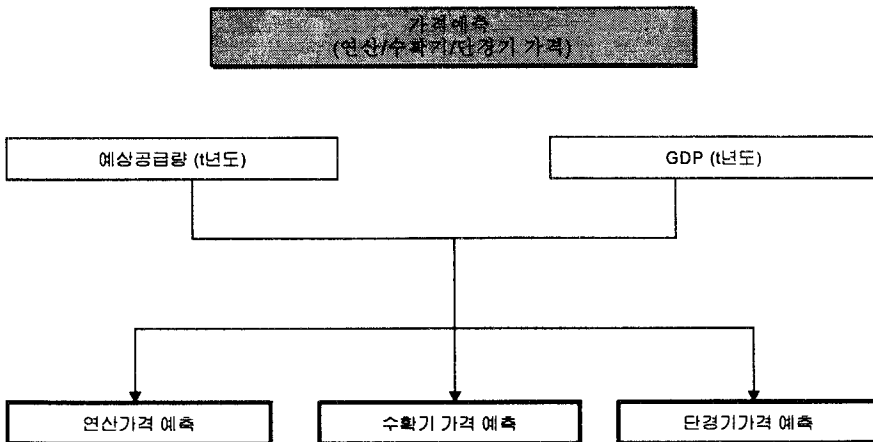 가격예측
(연산/수확기/단경기 가격)
예상공급량 (t년도)
GDP (t년도)
연산가격 예측
수확기 가격 예측
단경기가격 예측